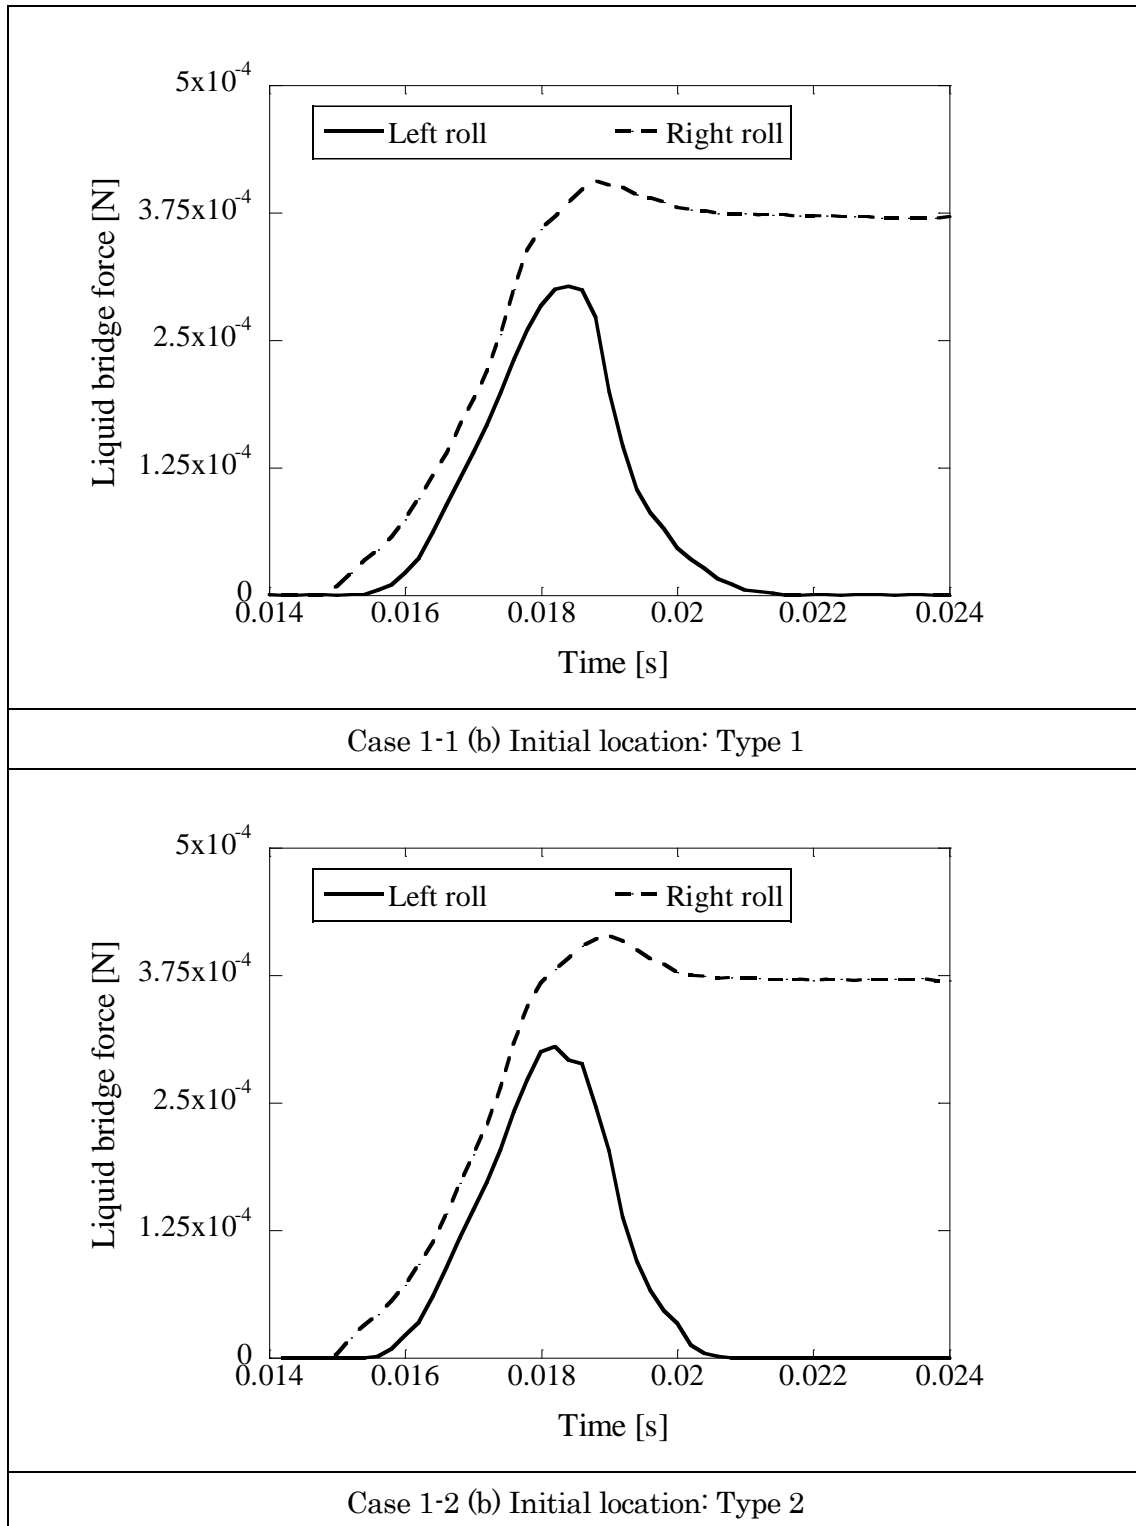 5x10-4
Left roll Right roll
3.75x10-4
2.5x10-4
1.25x10-4
0
Liquid bridge force [N]
0.014 0.016 0.018 0.02 0.022 0.024
Time [s]
Case 1-1 (b) Initial location: Type 1
5x10-4
Left roll Right roll
3.75x10-4
2.5x10-4
1.25x10-4
0
Liquid bridge force [N]
0.014 0.016 0.018 0.02 0.022 0.024
Time [s]
Case 1-2 (b) Initial location: Type 2